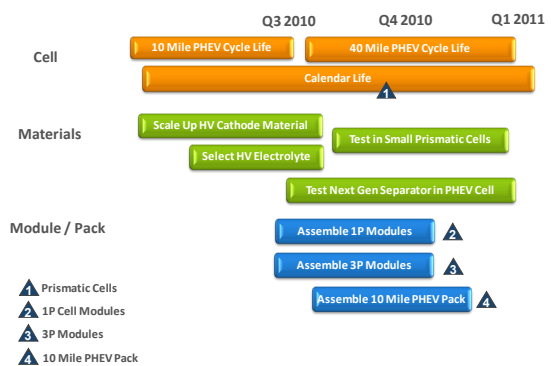 Q3 2010 Q4 2010 Q1 2011
10 Mile PHEV Cycle Life 40 Mile PHEV Cycle Life
Cell
Calendar Life
1
Scale Up HV Cathode Material
Materials
Test in Small Prismatic Cells
Select HV Electrolyte
Test Next Gen Separator in PHEV Cell
Module / Pack
Assemble 1P Modules 2
Assemble 3P Modules 3
Assemble 10 Mile PHEV Pack 4
1 Prismatic Cells
2 1P Cell Modules
3 3P Modules
4 10 Mile PHEV Pack